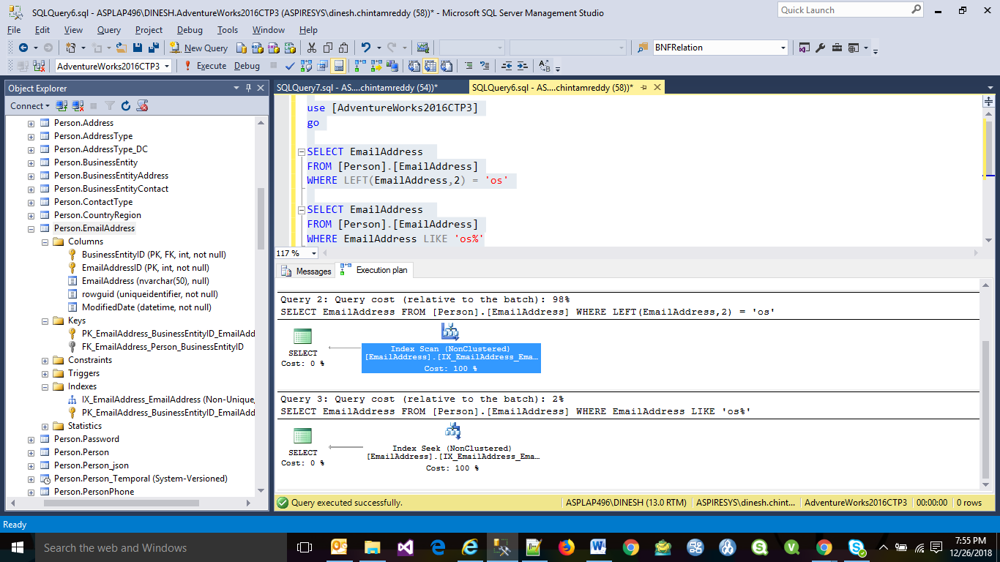 SQLQuery6.sql - ASPLAP496\DINESH.AdventureWorks2016CTP3 (ASPIRESYS\dinesh.chintamreddy (58))* - Microsoft SQL Server Management Studio
Quick Launch
File Edit View Query Project Debug Tools Window Help
New Query
BNFRelation
AdventureWorks2016CTP3
Execute Debug
Object Explorer
Connect
Person.Address
Person.AddressType
Person.AddressType_DC
Person.BusinessEntity
Person.BusinessEntityAddress
Person.BusinessEntityContact
Person.ContactType
Person.CountryRegion
Person.EmailAddress
Columns
BusinessEntityID (PK, FK, int, not null)
EmailAddressID (PK, int, not null)
EmailAddress (nvarchar(50), null)
rowguid (uniqueidentifier, not null)
ModifiedDate (datetime, not null)
Keys
PK_EmailAddress_BusinessEntityID_EmailAdd
FK_EmailAddress_Person_BusinessEntityID
Constraints
Triggers
Indexes
IX_EmailAddress_EmailAddress (Non-Unique,
PK_EmailAddress_BusinessEntityID_EmailAdd
Statistics
Person.Password
Person.Person
Person.Person_json
Person.Person_Temporal (System-Versioned)
Person.PersonPhone
SQLQuery7.sql - AS....chintamreddy (54))*
SQLQuery6.sql - AS....chintamreddy (58))*
use [AdventureWorks2016CTP3]
go
SELECT EmailAddress
FROM [Person].[EmailAddress]
WHERE LEFT(EmailAddress,2) = 'os'
SELECT EmailAddress
FROM [Person].[EmailAddress]
WHERE EmailAddress LIKE 'os%'
117 %
Messages
Execution plan
Query 2: Query cost (relative to the batch): 98%
SELECT EmailAddress FROM [Person].[EmailAddress] WHERE LEFT(EmailAddress,2) = 'os'
SELECT
Cost: 0 %
Index Scan (NonClustered)
[EmailAddress].[IX_EmailAddress_Ema...
Cost: 100 %
Query 3: Query cost (relative to the batch): 2%
SELECT EmailAddress FROM [Person].[EmailAddress] WHERE EmailAddress LIKE 'os%'
SELECT
Cost: 0 %
Index Seek (NonClustered)
[EmailAddress].[IX_EmailAddress_Ema...
Cost: 100 %
Query executed successfully.
ASPLAP496\DINESH (13.0 RTM)
ASPIRESYS\dinesh.chint...
AdventureWorks2016CTP3
00:00:00
0 rows
Ready
Search the web and Windows
7:55 PM
12/26/2018